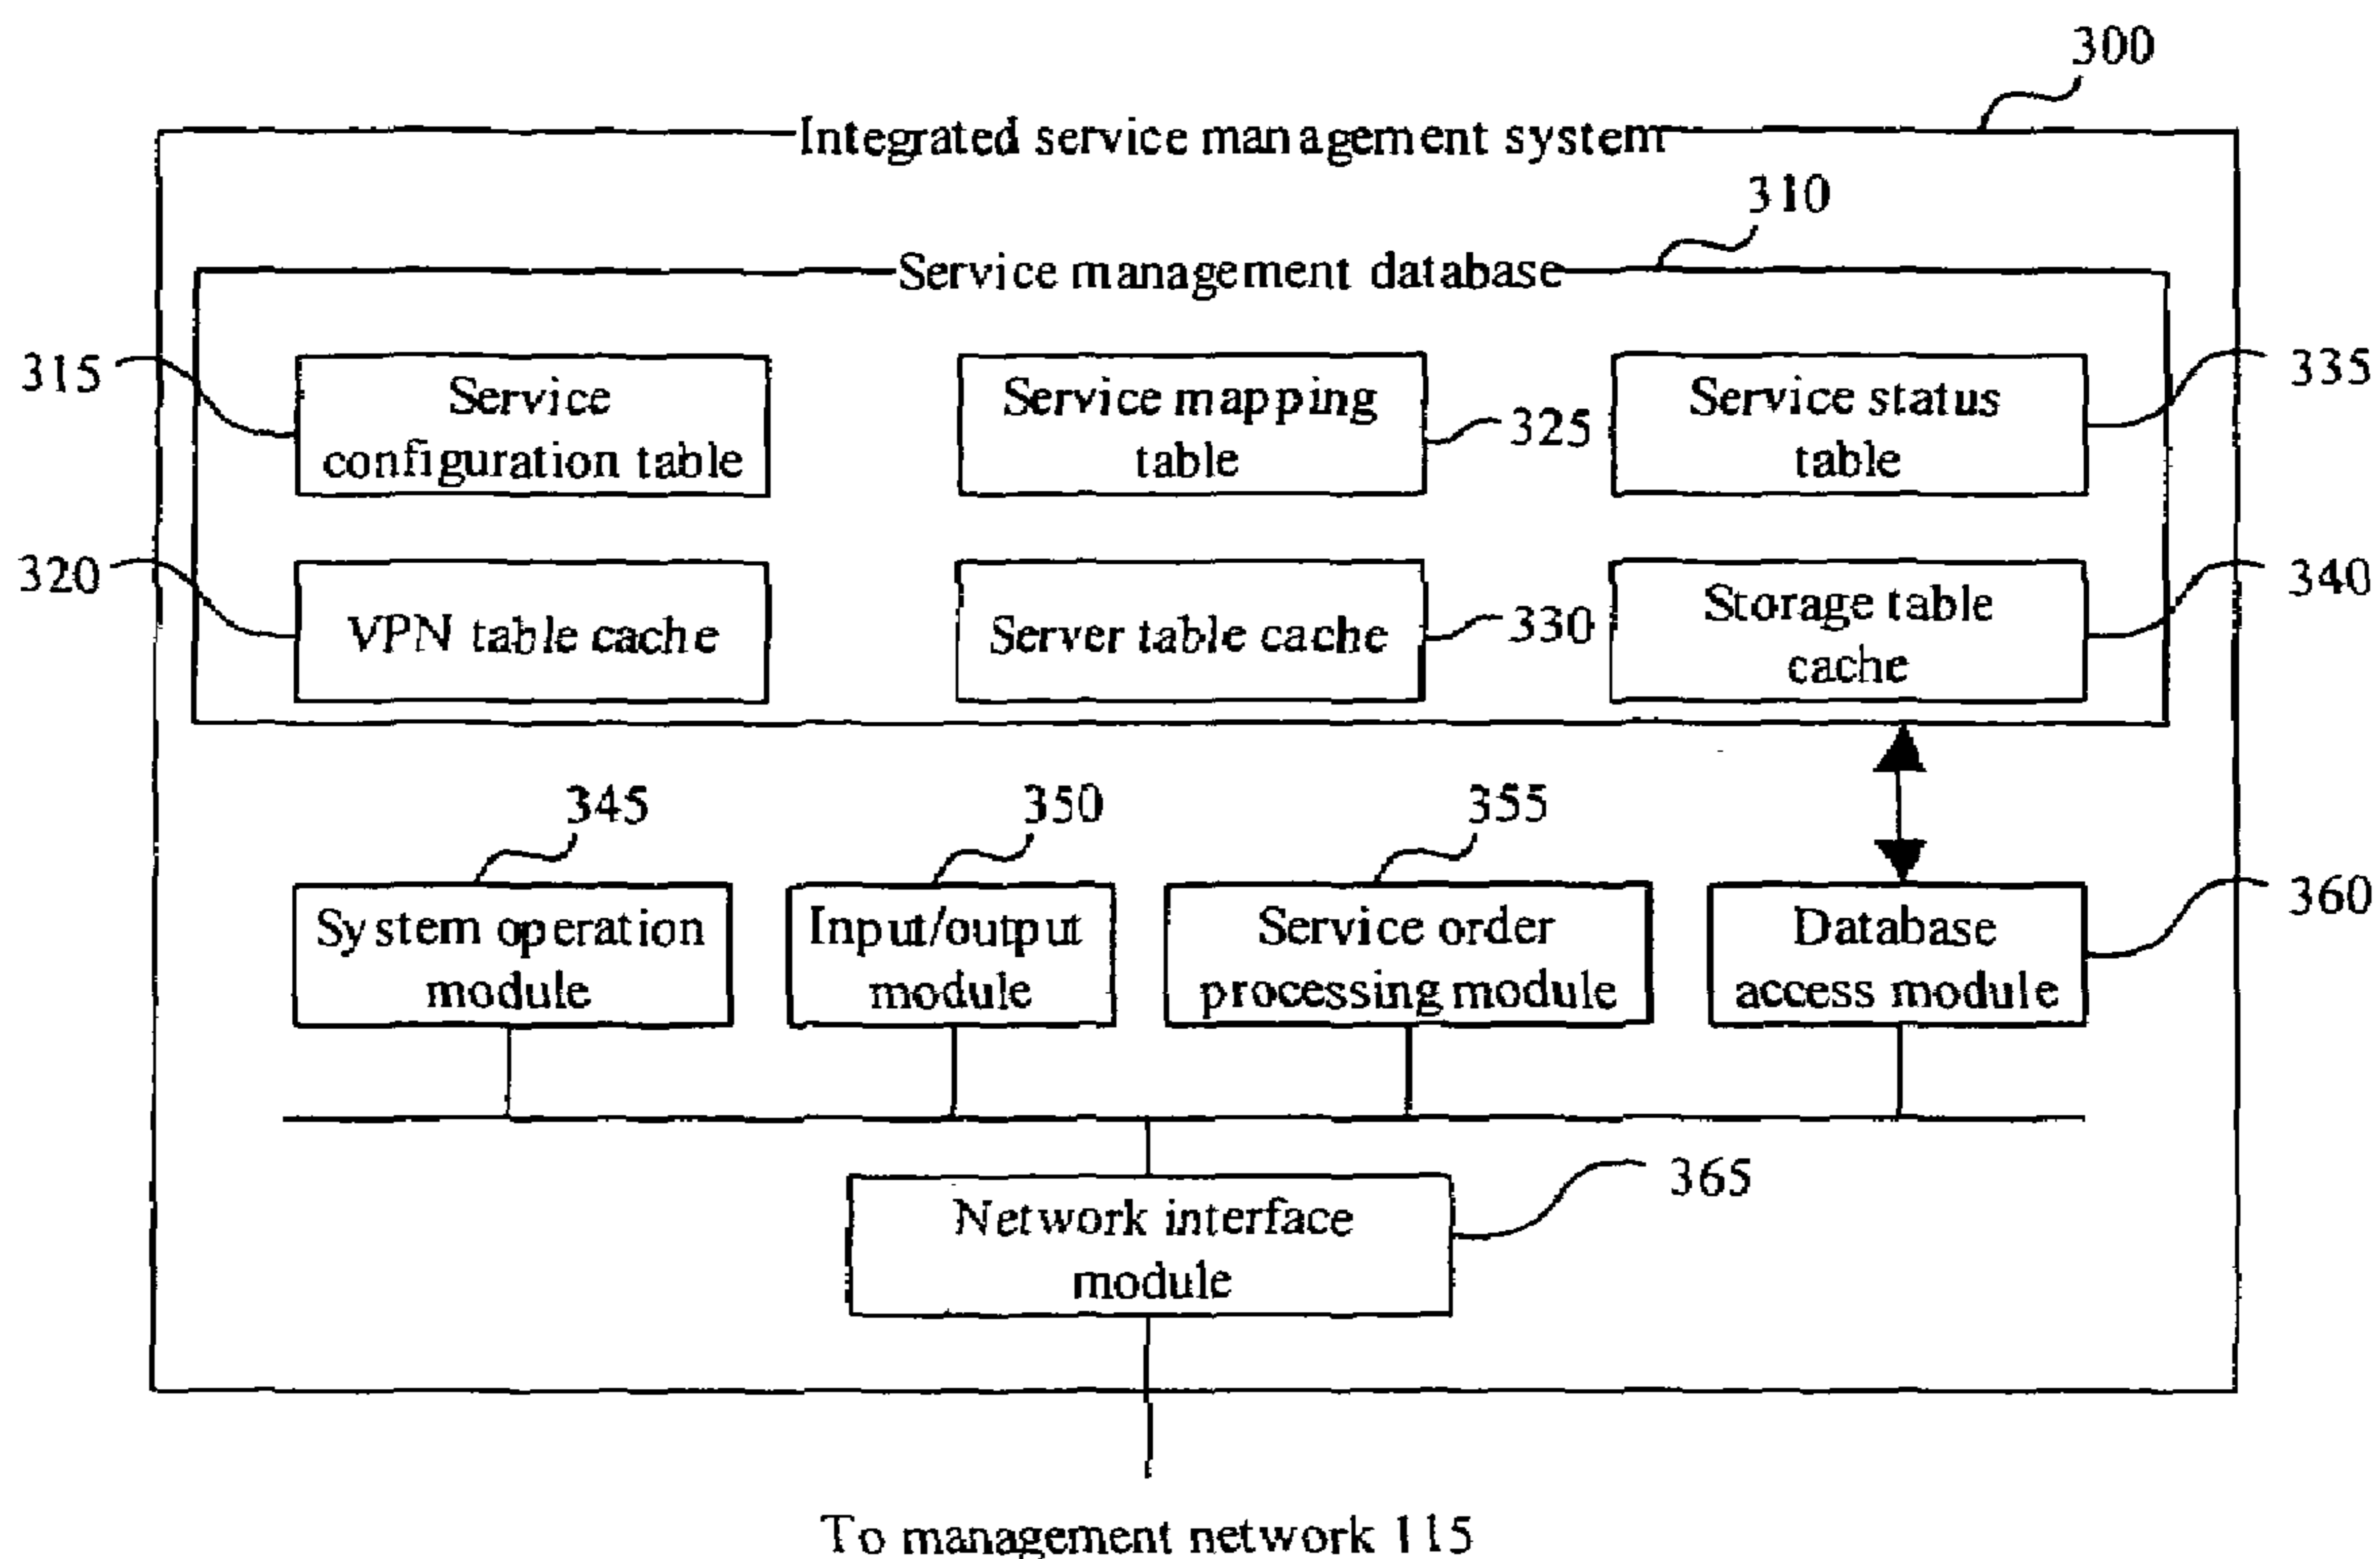 300
Integrated service management system
310
Service management database
315
Service
configuration table
Service mapping
table
325
Service status
table
335
320
VPN table cache
Server table cache
330
Storage table
cache
340
345
350
355
System operation
module
Input/output
module
Service order
processing module
Database
access module
360
Network interface
module
365
To management network 115